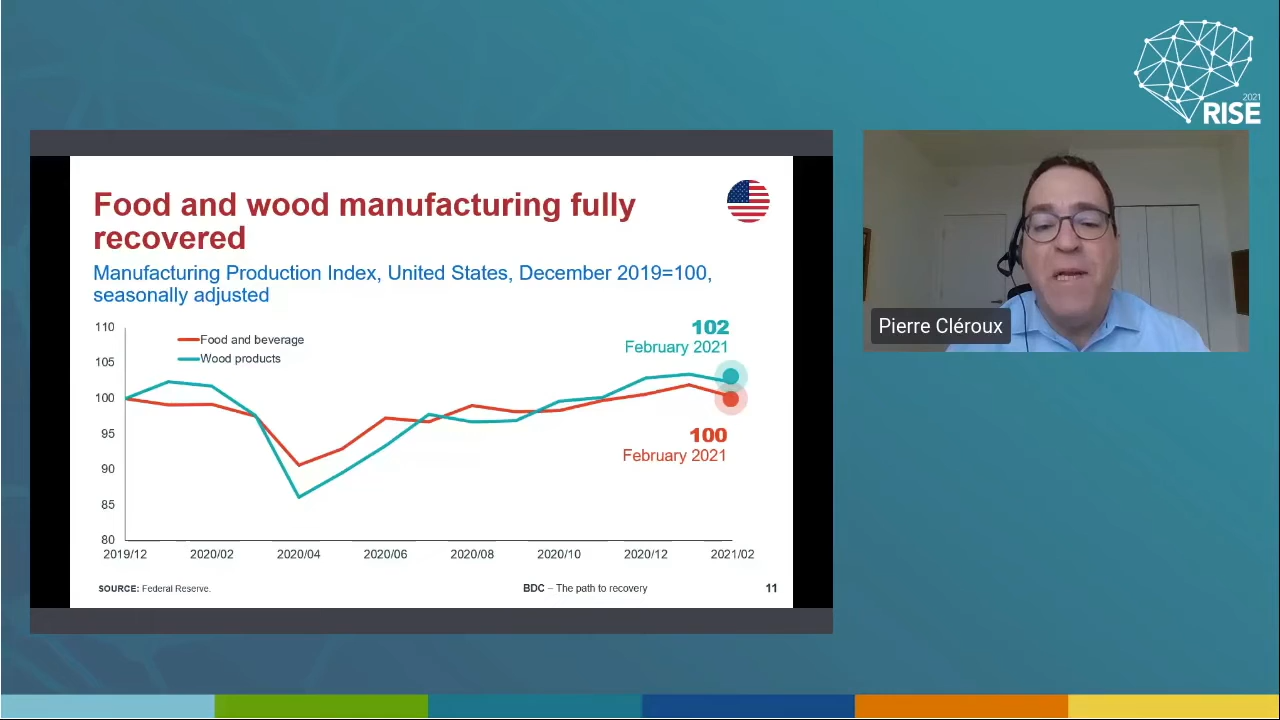 2021
RISE
Food and wood manufacturing fully
recovered
Manufacturing Production Index, United States, December 2019=100,
seasonally adjusted
110
105
100
95
90
85
80
Food and beverage
Wood products
102
February 2021
100
February 2021
2019/12
2020/02
2020/04
2020/06
2020/08
2020/10
2020/12
2021/02
SOURCE: Federal Reserve.
BDC – The path to recovery
11
Pierre Cléroux